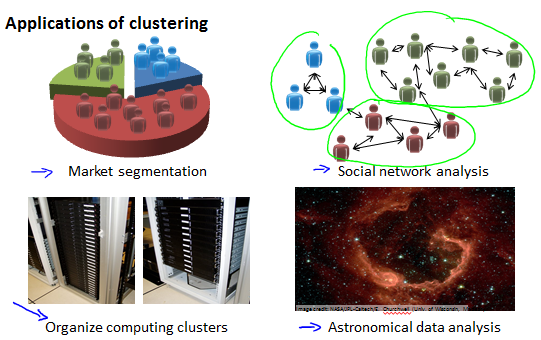 Applications of clustering
Market segmentation
Social network analysis
Image credit: NASA/JPL-Caltech/E. Churchwell (Univ. of Wisconsin,
Organize computing clusters
Astronomical data analysis